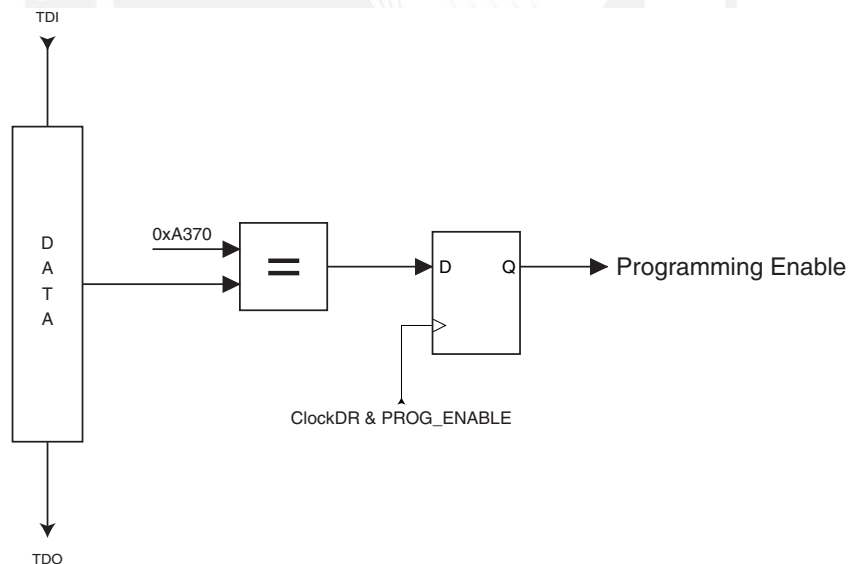 TDI
D
A
T
A
0xA370
=
D
Q
Programming Enable
ClockDR & PROG_ENABLE
TDO